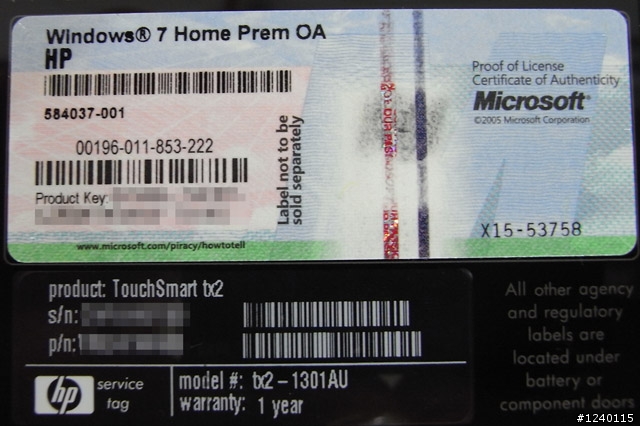 Windows® 7 Home Prem OA
HP
584037-001
00196-011-853-222
Product Key:
www.microsoft.com/piracy/howtotell
Label not to be
sold separately
Proof of License
Certificate of Authenticity
Microsoft®
©2005 Microsoft Corporation
X15-53758
product: TouchSmart tx2
s/n:
p/n:
hp service
tag
model #: tx2-1301AU
warranty: 1 year
All other agency
and regulatory
labels are
located under
battery or
component doors
#1240115